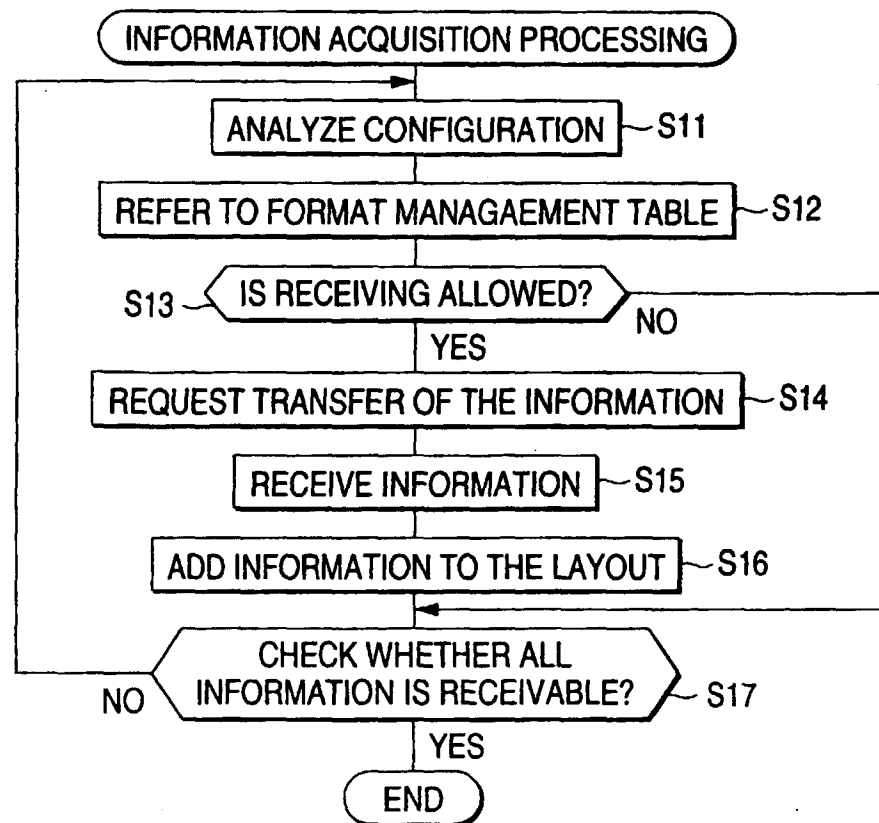 INFORMATION ACQUISITION PROCESSING
ANALYZE CONFIGURATION S11
REFER TO FORMAT MANAGAEMENT TABLE S12
S13 IS RECEIVING ALLOWED?
NO
YES
REQUEST TRANSFER OF THE INFORMATION S14
RECEIVE INFORMATION S15
ADD INFORMATION TO THE LAYOUT S16
CHECK WHETHER ALL
INFORMATION IS RECEIVABLE? S17
NO
YES
END